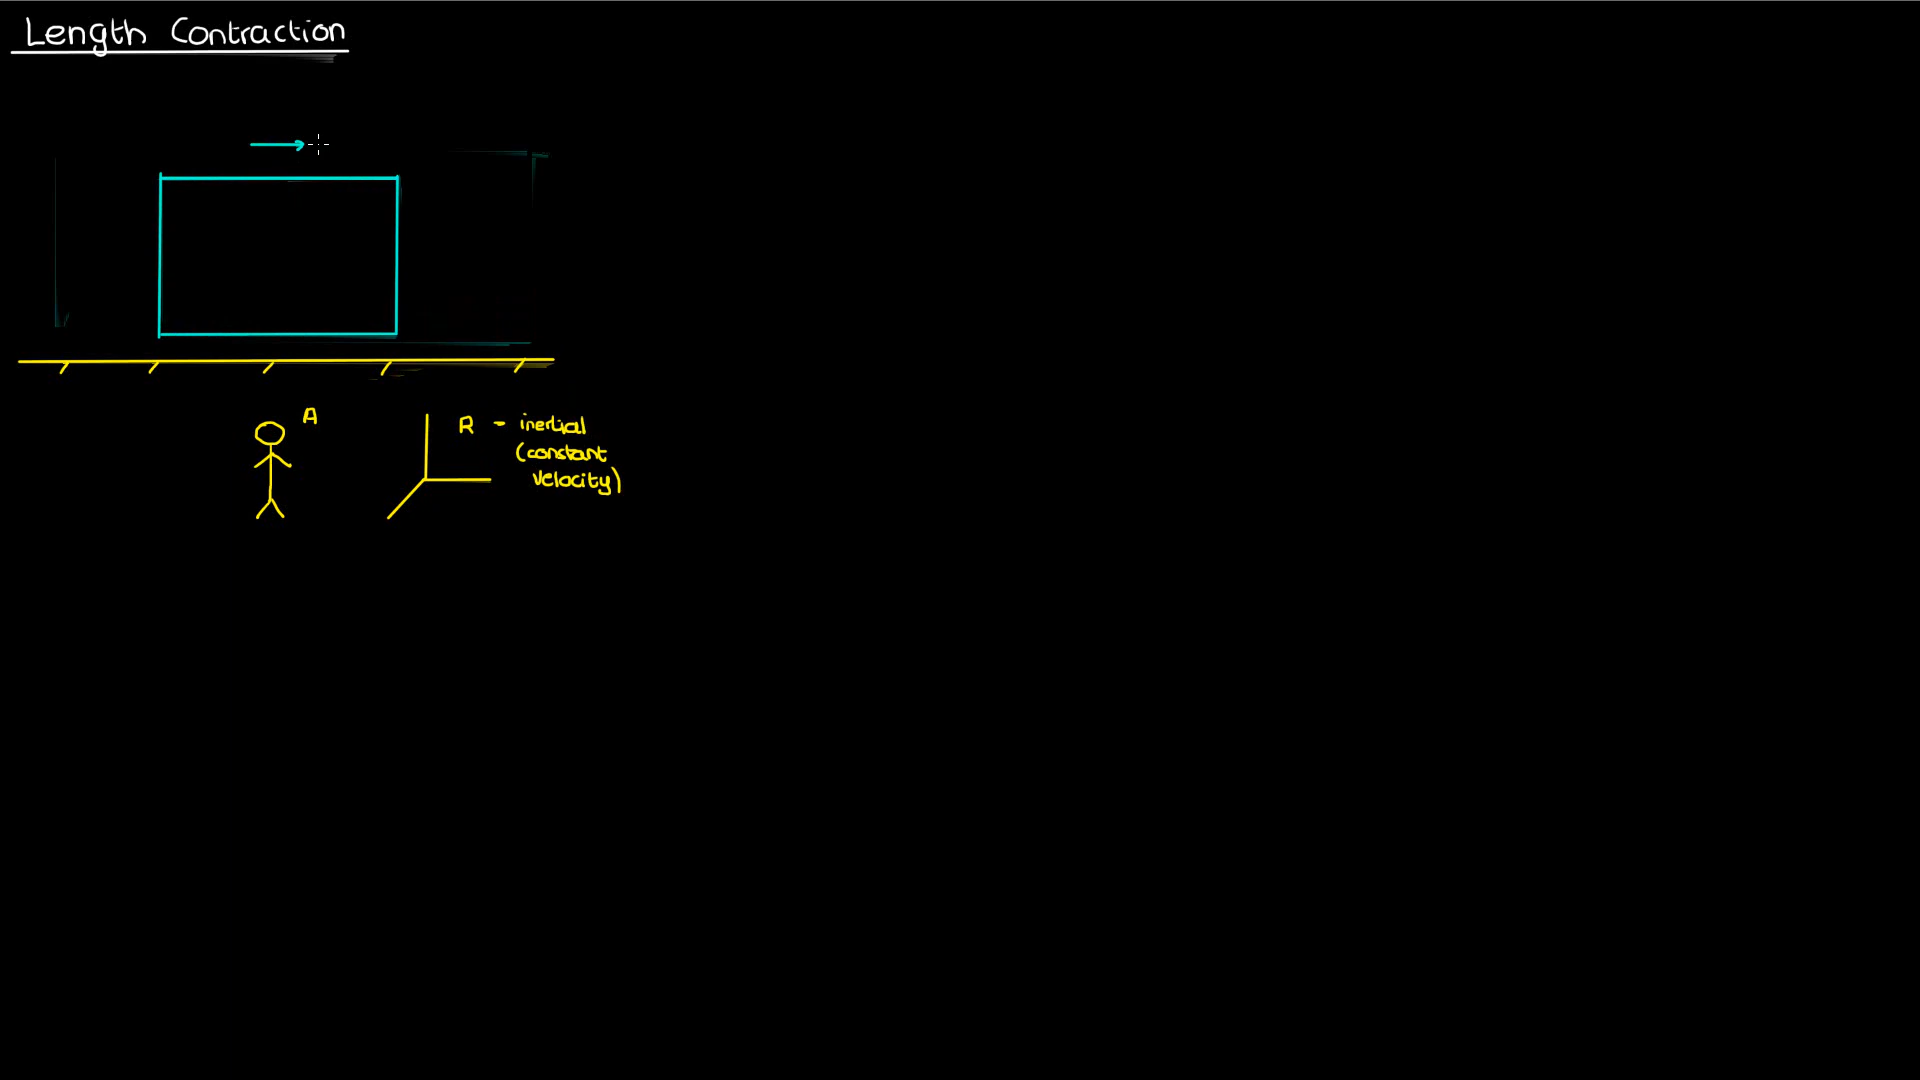 Length Contraction
A
R - inertial
(constant
velocity)